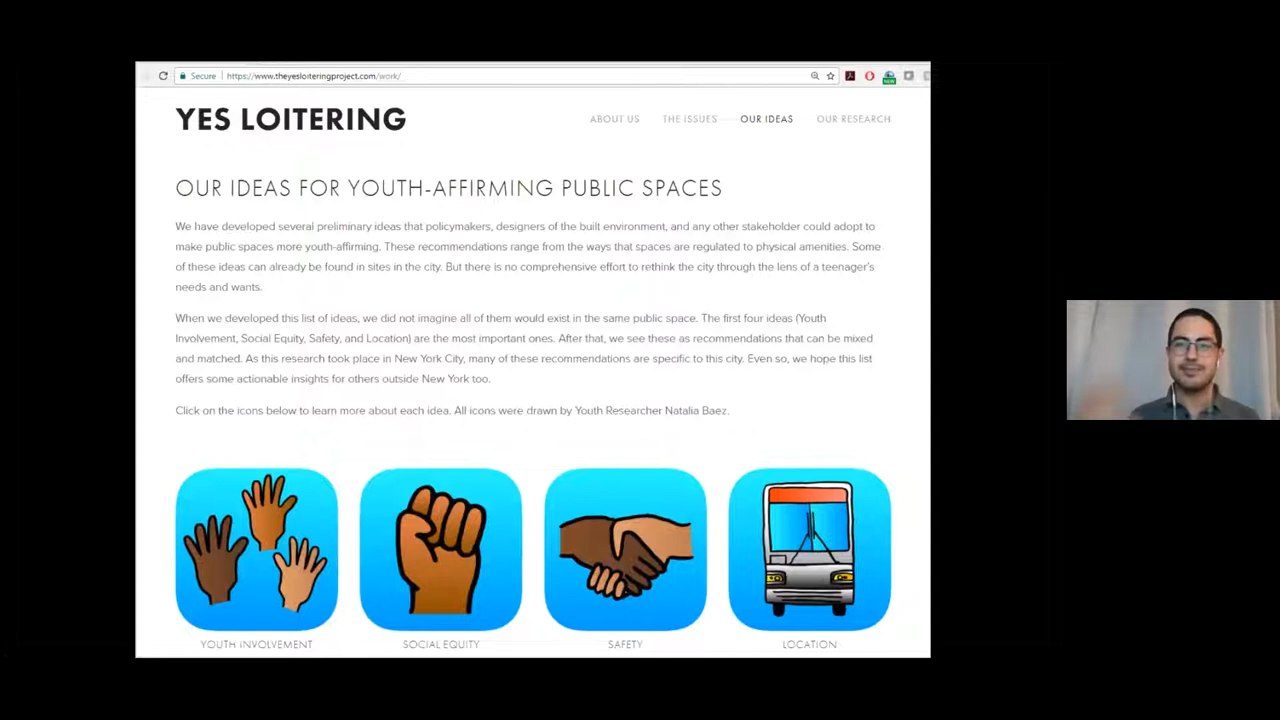 Secure https://www.theyesloiteringproject.com/work/
YES LOITERING
ABOUT US THE ISSUES OUR IDEAS OUR RESEARCH
OUR IDEAS FOR YOUTH-AFFIRMING PUBLIC SPACES
We have developed several preliminary ideas that policymakers, designers of the built environment, and any other stakeholder could adopt to
make public spaces more youth-affirming. These recommendations range from the ways that spaces are regulated to physical amenities. Some
of these ideas can already be found in sites in the city. But there is no comprehensive effort to rethink the city through the lens of a teenager's
needs and wants.
When we developed this list of ideas, we did not imagine all of them would exist in the same public space. The first four ideas (Youth
Involvement, Social Equity, Safety, and Location) are the most important ones. After that, we see these as recommendations that can be mixed
and matched. As this research took place in New York City, many of these recommendations are specific to this city. Even so, we hope this list
offers some actionable insights for others outside New York too.
Click on the icons below to learn more about each idea. All icons were drawn by Youth Researcher Natalia Baez.
YOUTH INVOLVEMENT SOCIAL EQUITY SAFETY LOCATION